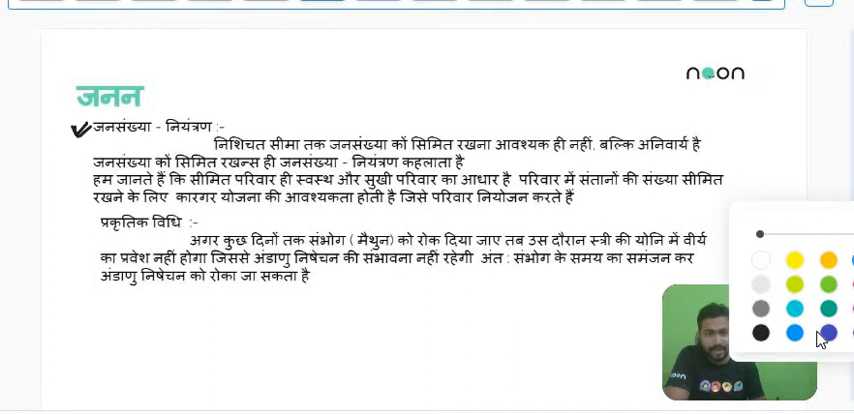 noon
जनन
जनसंख्या - नियंत्रण :-
निशिचत सीमा तक जनसंख्या कों सिमित रखना आवश्यक ही नहीं, बल्कि अनिवार्य है
जनसंख्या कों सिमित रखन्स ही जनसंख्या - नियंत्रण कहलाता है
हम जानते हैं कि सीमित परिवार ही स्वस्थ और सुखी परिवार का आधार है परिवार में संतानों की संख्या सीमित
रखने के लिए कारगर योजना की आवश्यकता होती है जिसे परिवार नियोजन करते हैं
प्रकृतिक विधि :-
अगर कुछ दिनों तक संभोग ( मैथुन) को रोक दिया जाए तब उस दौरान स्त्री की योनि में वीर्य
का प्रवेश नहीं होगा जिससे अंडाणु निषेचन की संभावना नहीं रहेगी अंत : संभोग के समय का समंजन कर
अंडाणु निषेचन को रोका जा सकता है
noon